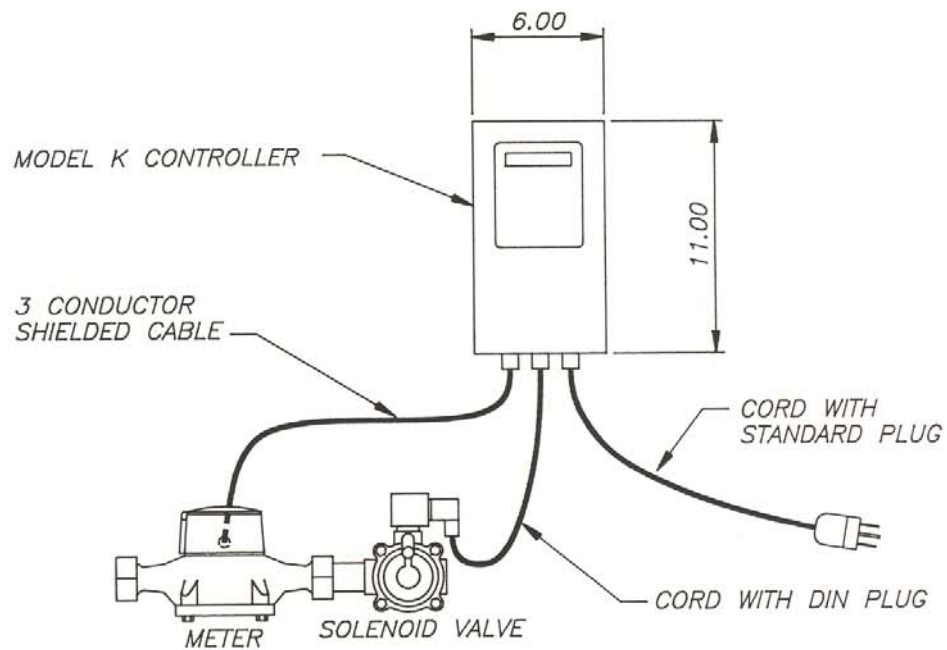 6.00
MODEL K CONTROLLER
11.00
3 CONDUCTOR
SHIELDED CABLE
CORD WITH
STANDARD PLUG
CORD WITH DIN PLUG
SOLENOID VALVE
METER